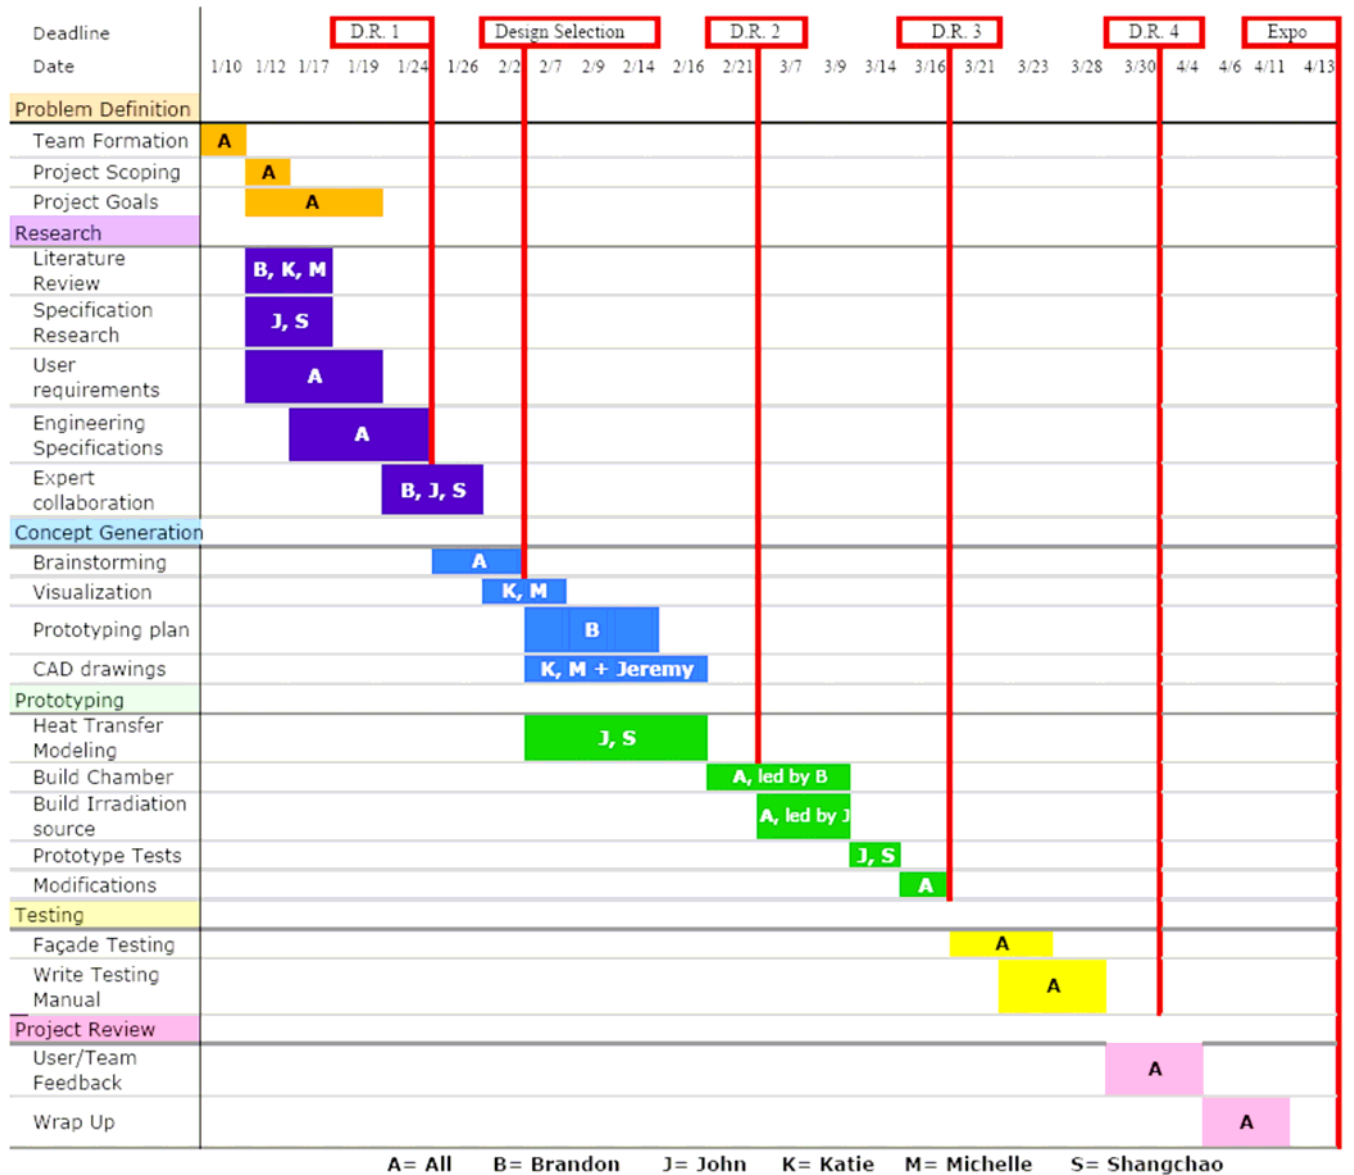 Deadline D.R. 1 Design Selection D.R. 2 D.R. 3 D.R. 4 Expo
Date 1/10 1/12 1/17 1/19 1/24 1/26 2/2 2/7 2/9 2/14 2/16 2/21 3/7 3/9 3/14 3/16 3/21 3/23 3/28 3/30 4/4 4/6 4/11 4/13
Problem Definition
Team Formation A
Project Scoping A
Project Goals A
Research
Literature
Review B, K, M
Specification
Research J, S
User
requirements A
Engineering
Specifications A
Expert
collaboration B, J, S
Concept Generation
Brainstorming A
Visualization K, M
Prototyping plan B
CAD drawings K, M + Jeremy
Prototyping
Heat Transfer
Modeling J, S
Build Chamber A, led by B
Build Irradiation
source A, led by J
Prototype Tests J, S
Modifications A
Testing
Façade Testing A
Write Testing
Manual A
Project Review
User/Team
Feedback A
Wrap Up A
A= All B= Brandon J= John K= Katie M= Michelle S= Shangchao